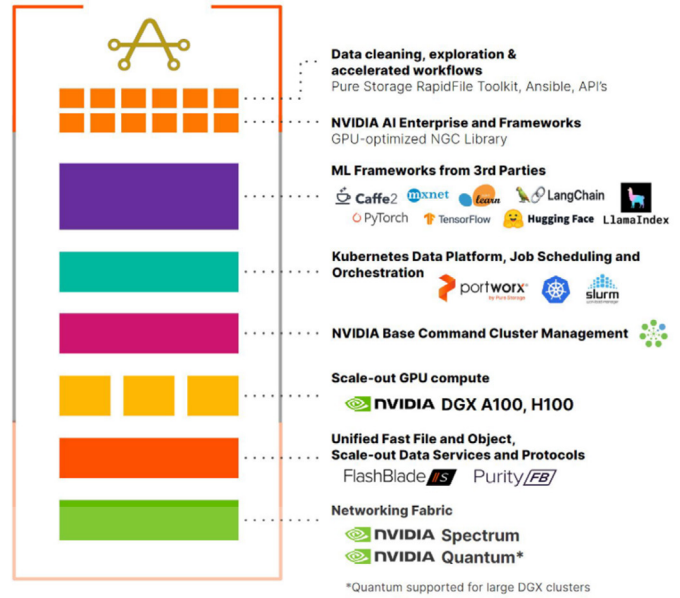 Data cleaning, exploration &
accelerated workflows
Pure Storage RapidFile Toolkit, Ansible, API's
NVIDIA AI Enterprise and Frameworks
GPU-optimized NGC Library
ML Frameworks from 3rd Parties
Caffe2 mxnet learn LangChain
PyTorch TensorFlow Hugging Face LlamaIndex
Kubernetes Data Platform, Job Scheduling and
Orchestration
portworx
by Pure Storage
slurm
NVIDIA Base Command Cluster Management
Scale-out GPU compute
NVIDIA DGX A100, H100
Unified Fast File and Object,
Scale-out Data Services and Protocols
FlashBlade //S Purity FB
Networking Fabric
NVIDIA Spectrum
NVIDIA Quantum*
*Quantum supported for large DGX clusters